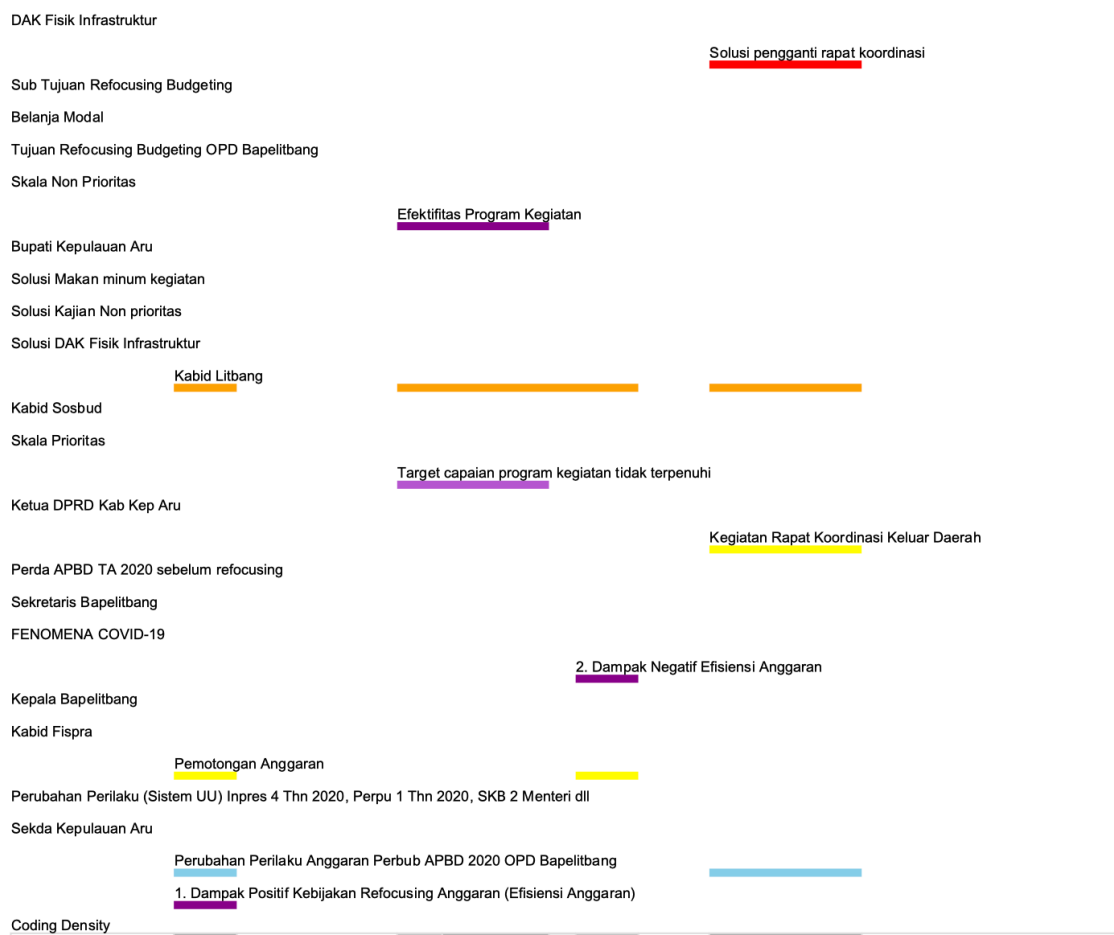 DAK Fisik Infrastruktur
Solusi pengganti rapat koordinasi
Sub Tujuan Refocusing Budgeting
Belanja Modal
Tujuan Refocusing Budgeting OPD Bapelitbang
Skala Non Prioritas
Efektifitas Program Kegiatan
Bupati Kepulauan Aru
Solusi Makan minum kegiatan
Solusi Kajian Non prioritas
Solusi DAK Fisik Infrastruktur
Kabid Litbang
Kabid Sosbud
Skala Prioritas
Target capaian program kegiatan tidak terpenuhi
Ketua DPRD Kab Kep Aru
Kegiatan Rapat Koordinasi Keluar Daerah
Perda APBD TA 2020 sebelum refocusing
Sekretaris Bapelitbang
FENOMENA COVID-19
2. Dampak Negatif Efisiensi Anggaran
Kepala Bapelitbang
Kabid Fispra
Pemotongan Anggaran
Perubahan Perilaku (Sistem UU) Inpres 4 Thn 2020, Perpu 1 Thn 2020, SKB 2 Menteri dll
Sekda Kepulauan Aru
Perubahan Perilaku Anggaran Perbub APBD 2020 OPD Bapelitbang
1. Dampak Positif Kebijakan Refocusing Anggaran (Efisiensi Anggaran)
Coding Density